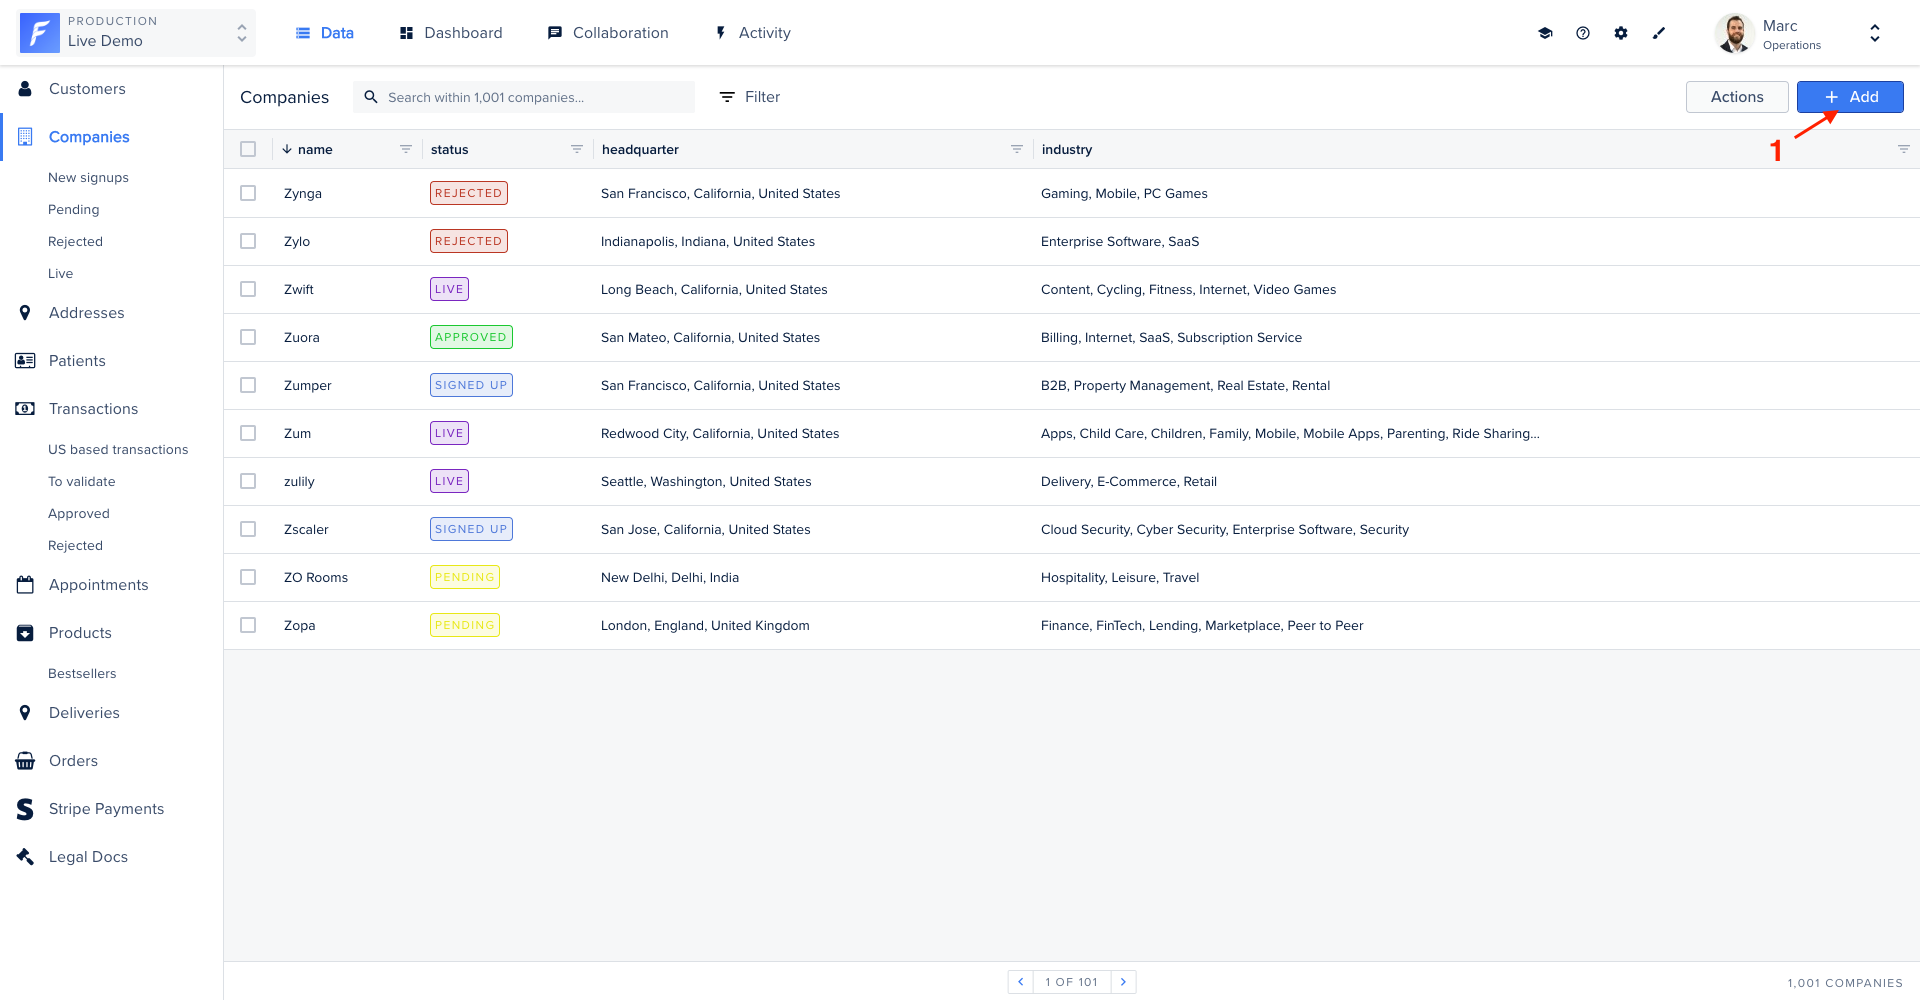 PRODUCTION
Live Demo
Data
Dashboard
Collaboration
Activity
Marc
Operations
Customers
Companies
New signups
Pending
Rejected
Live
Addresses
Patients
Transactions
US based transactions
To validate
Approved
Rejected
Appointments
Products
Bestsellers
Deliveries
Orders
Stripe Payments
Legal Docs
Companies
Search within 1,001 companies...
Filter
Actions
+ Add
1
name status headquarter industry
Zynga REJECTED San Francisco, California, United States Gaming, Mobile, PC Games
Zylo REJECTED Indianapolis, Indiana, United States Enterprise Software, SaaS
Zwift LIVE Long Beach, California, United States Content, Cycling, Fitness, Internet, Video Games
Zuora APPROVED San Mateo, California, United States Billing, Internet, SaaS, Subscription Service
Zumper SIGNED UP San Francisco, California, United States B2B, Property Management, Real Estate, Rental
Zum LIVE Redwood City, California, United States Apps, Child Care, Children, Family, Mobile, Mobile Apps, Parenting, Ride Sharing...
zulily LIVE Seattle, Washington, United States Delivery, E-Commerce, Retail
Zscaler SIGNED UP San Jose, California, United States Cloud Security, Cyber Security, Enterprise Software, Security
ZO Rooms PENDING New Delhi, Delhi, India Hospitality, Leisure, Travel
Zopa PENDING London, England, United Kingdom Finance, FinTech, Lending, Marketplace, Peer to Peer
1 OF 101
1,001 COMPANIES